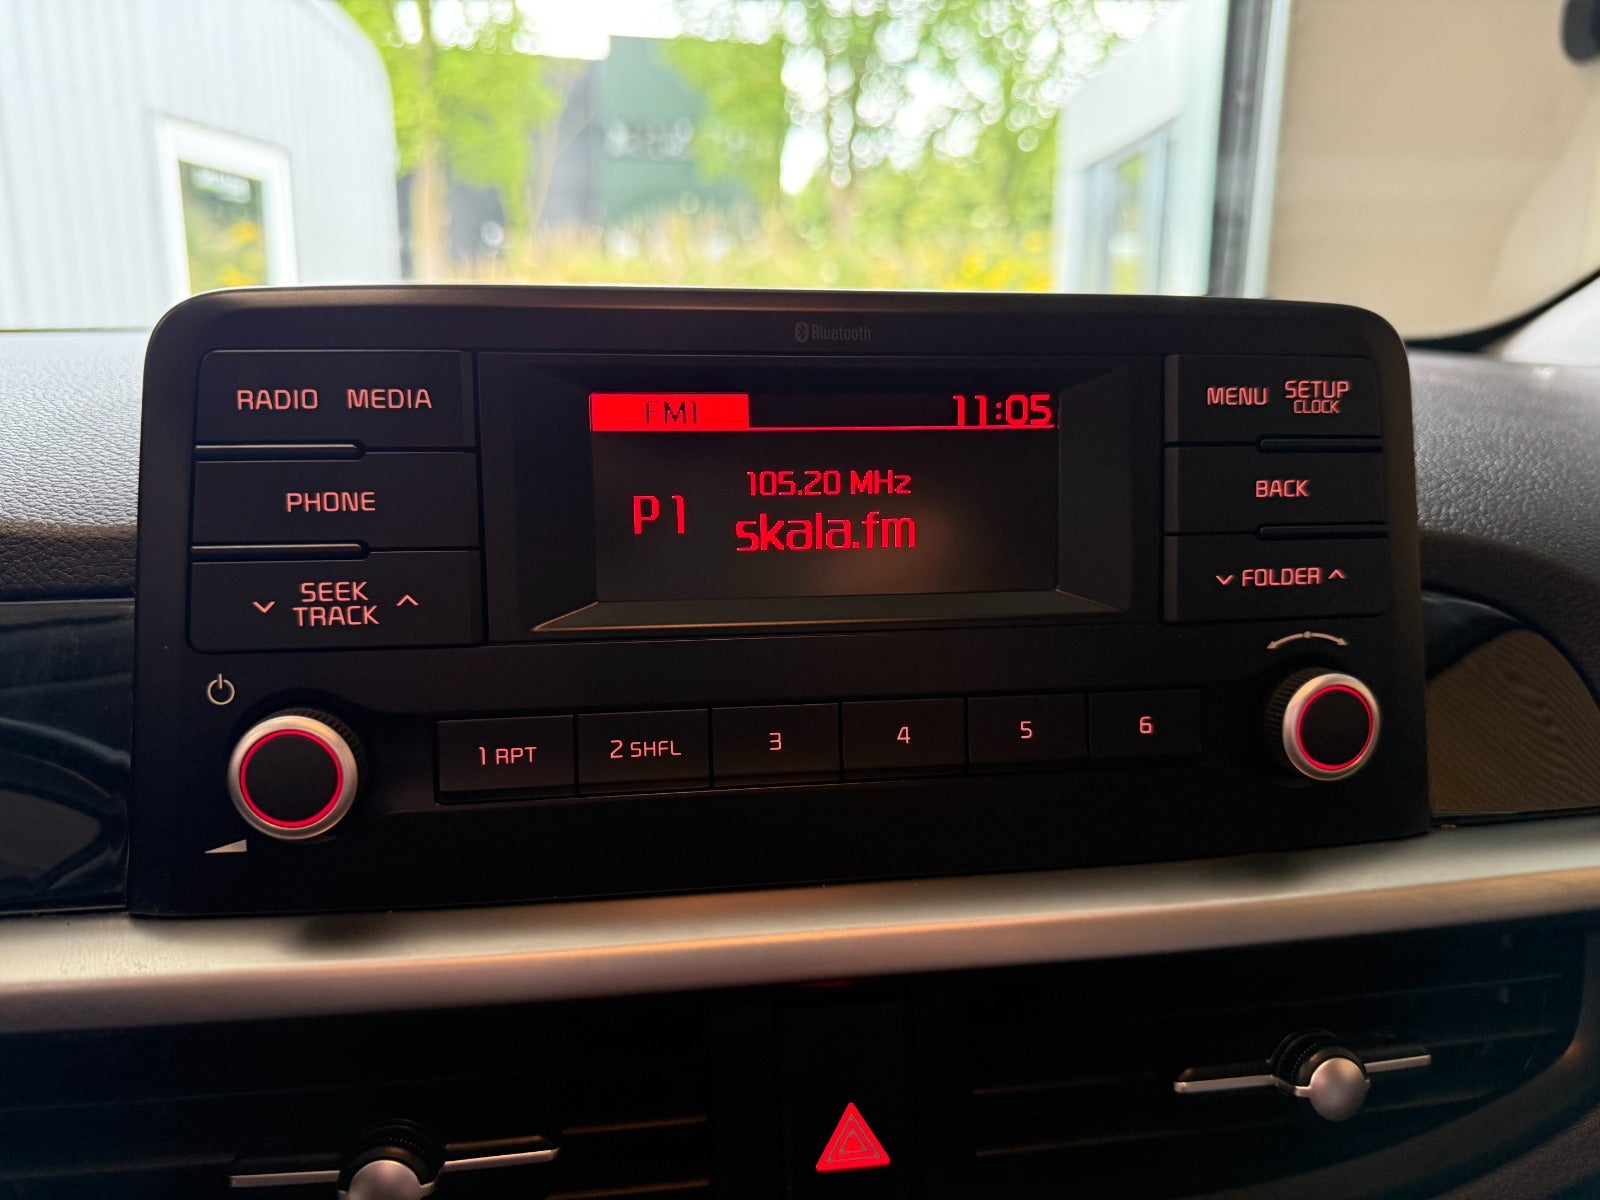 Bluetooth
RADIO MEDIA
PHONE
SEEK
TRACK
FM1 11:05
105.20 MHz
P1
skala.fm
MENU SETUP
CLOCK
BACK
FOLDER
1 RPT 2 SHFL 3 4 5 6